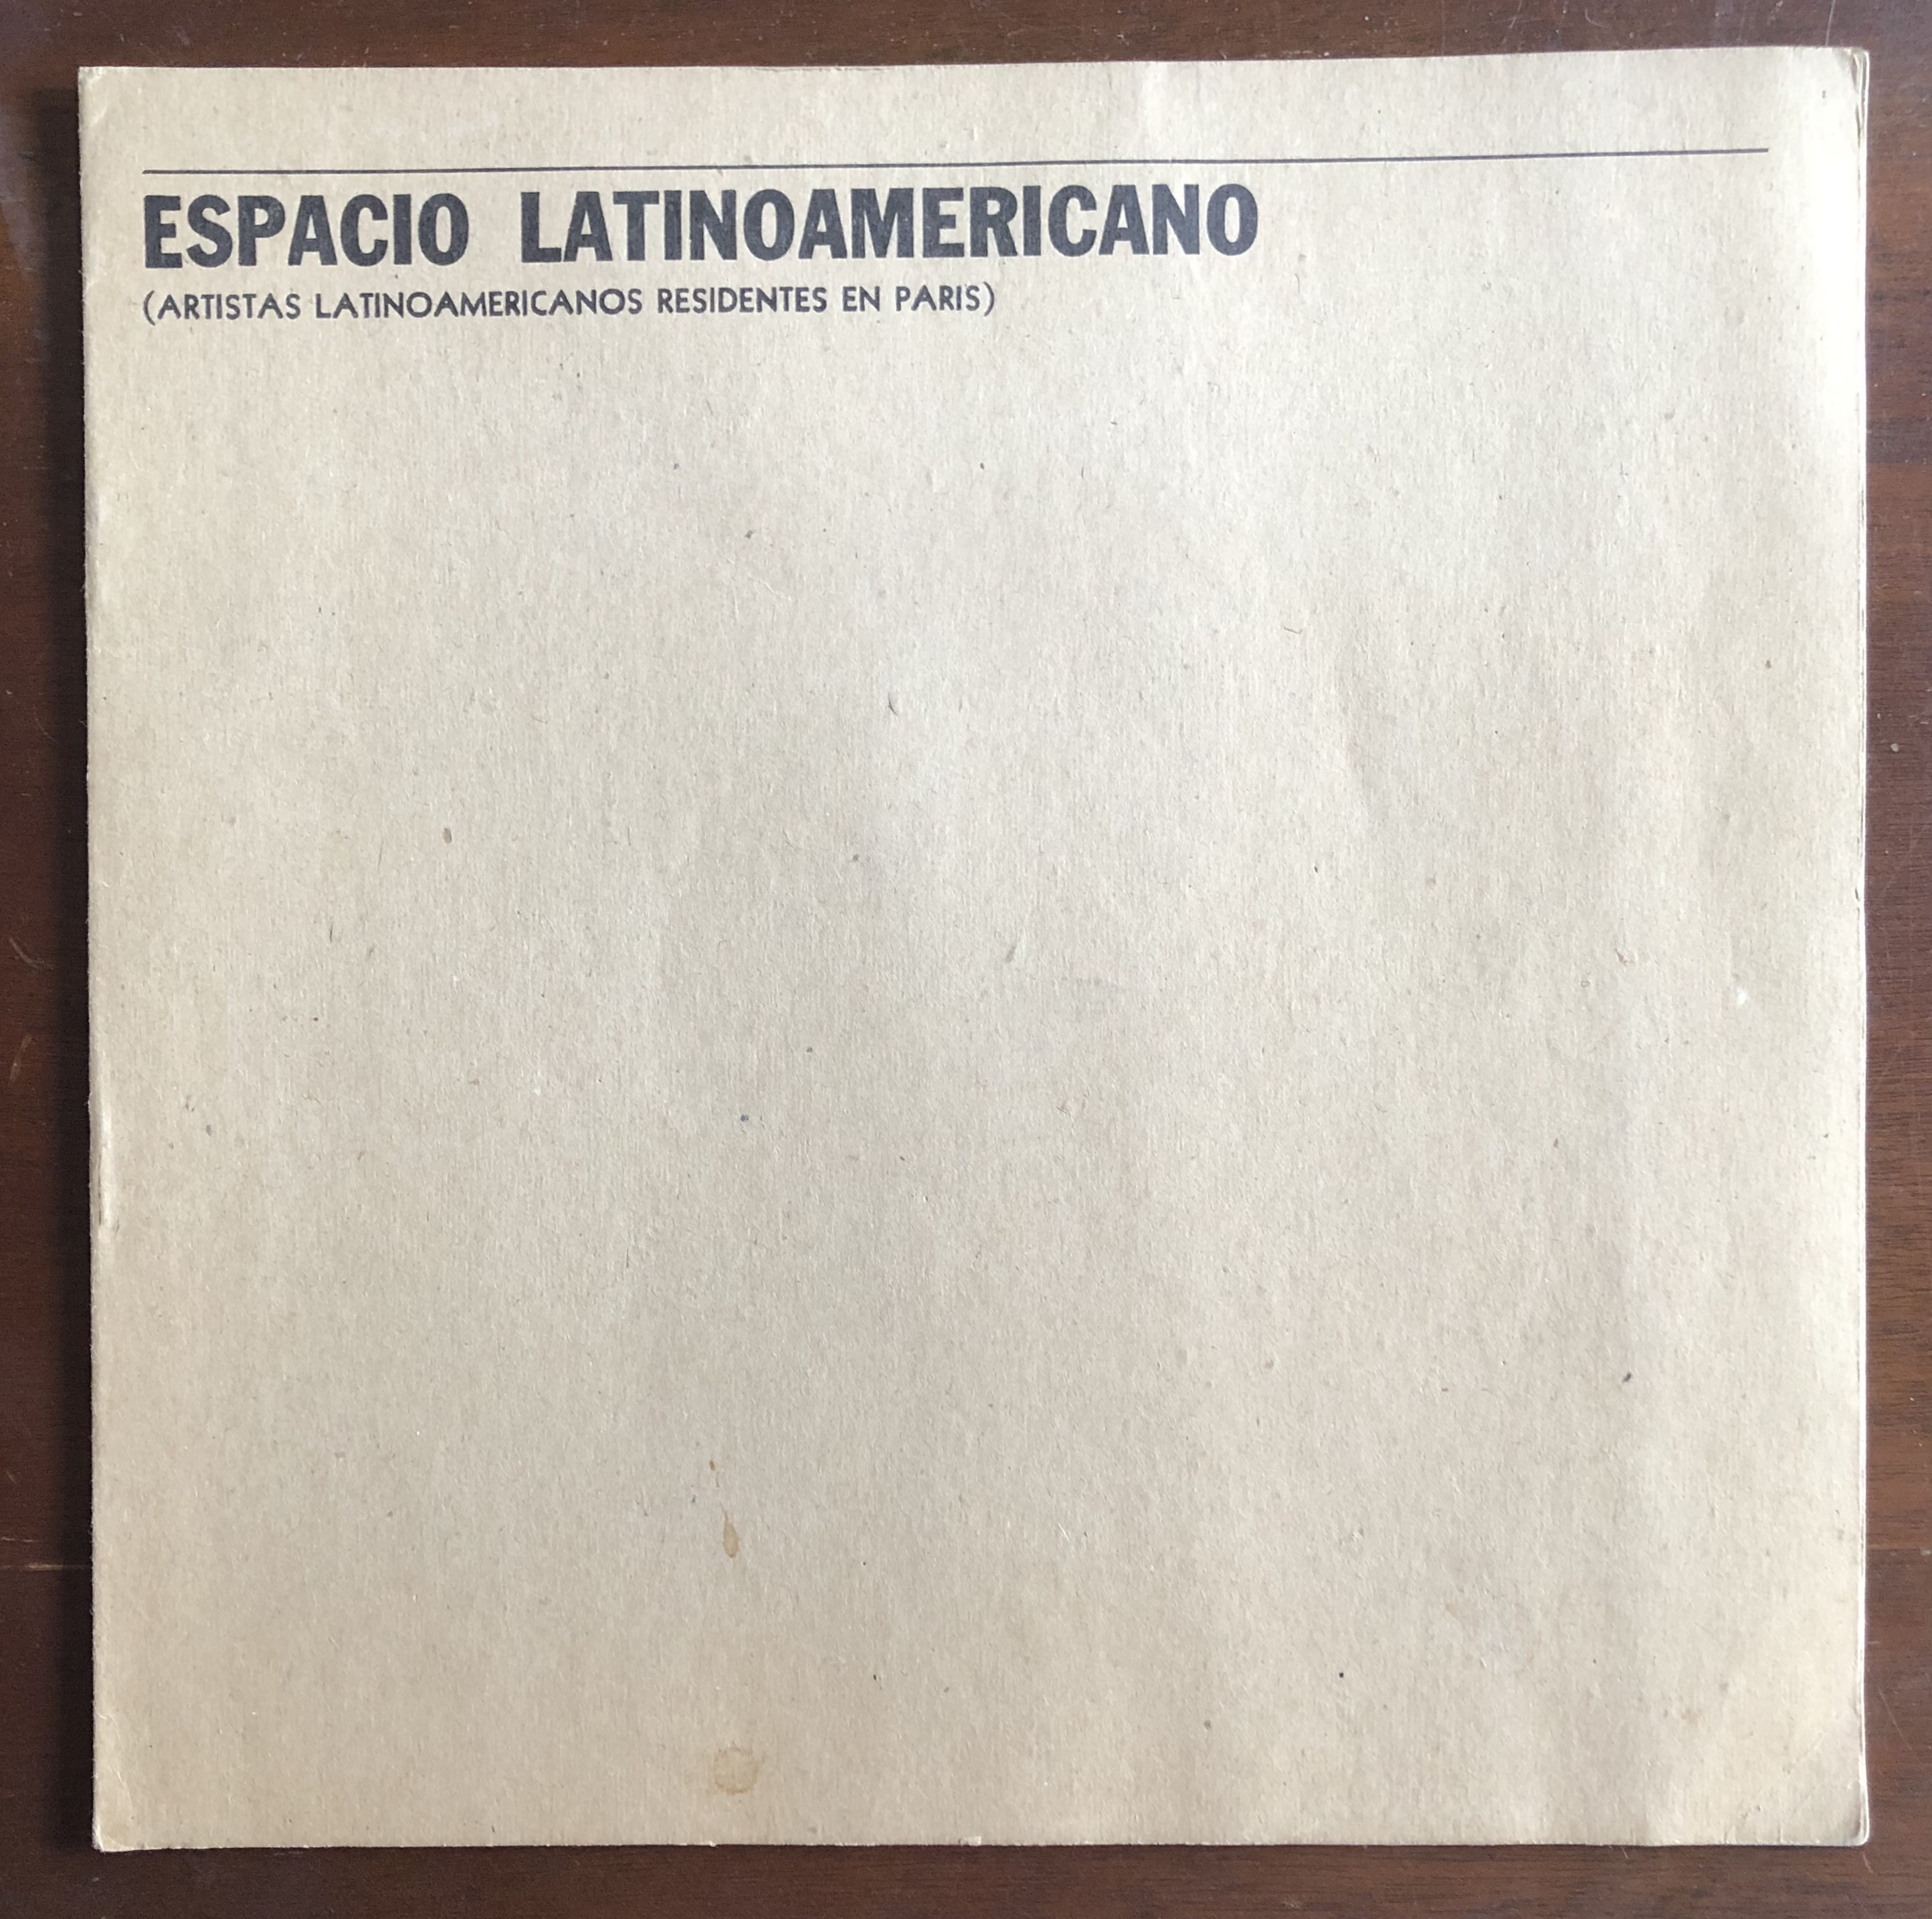 ESPACIO LATINOAMERICANO
(ARTISTAS LATINOAMERICANOS RESIDENTES EN PARIS)